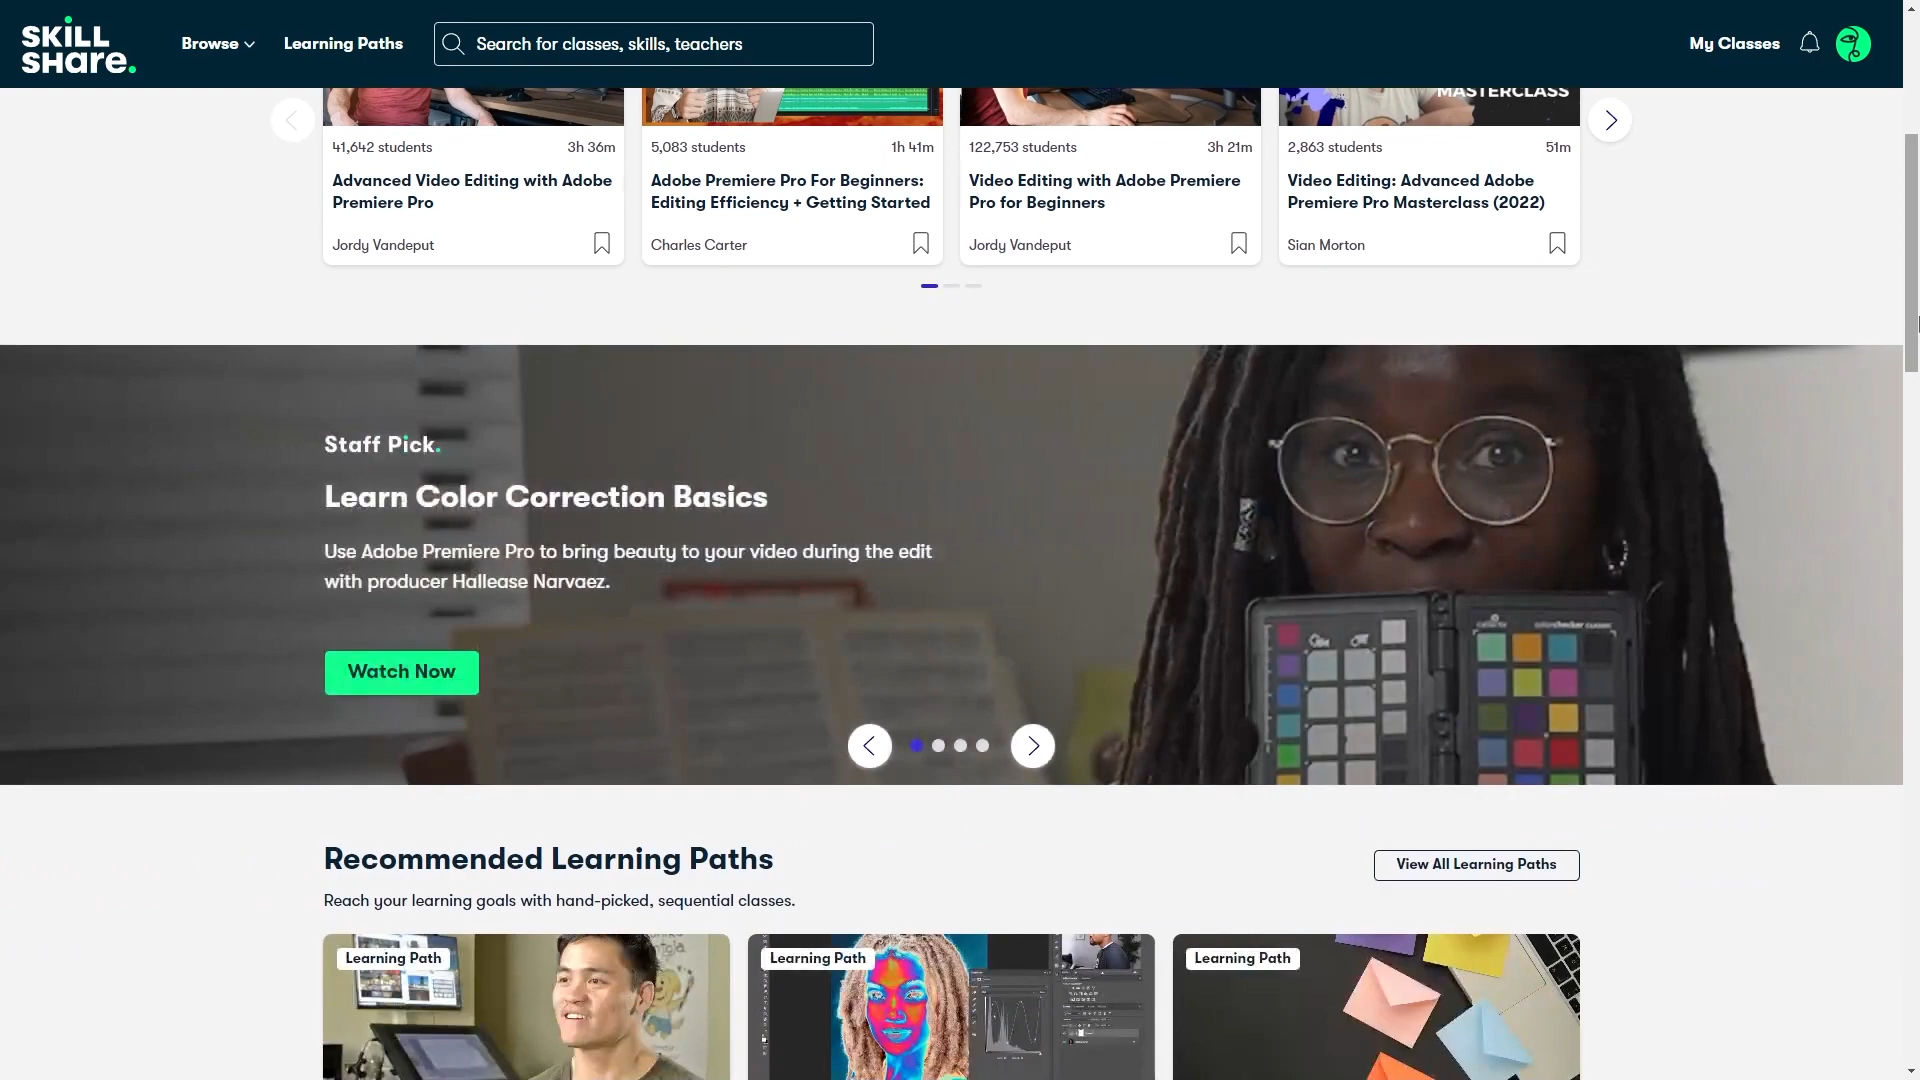 SKILL
SHare.
Browse
Learning Paths
Search for classes, skills, teachers
My Classes
MASTERCLASS
41,642 students
3h 36m
Advanced Video Editing with Adobe
Premiere Pro
Jordy Vandeput
5,083 students
1h 41m
Adobe Premiere Pro For Beginners:
Editing Efficiency + Getting Started
Charles Carter
122,753 students
3h 21m
Video Editing with Adobe Premiere
Pro for Beginners
Jordy Vandeput
2,863 students
51m
Video Editing: Advanced Adobe
Premiere Pro Masterclass (2022)
Sian Morton
Staff Pick.
Learn Color Correction Basics
Use Adobe Premiere Pro to bring beauty to your video during the edit
with producer Hallease Narvaez.
Watch Now
Recommended Learning Paths
View All Learning Paths
Reach your learning goals with hand-picked, sequential classes.
Learning Path
Learning Path
Learning Path